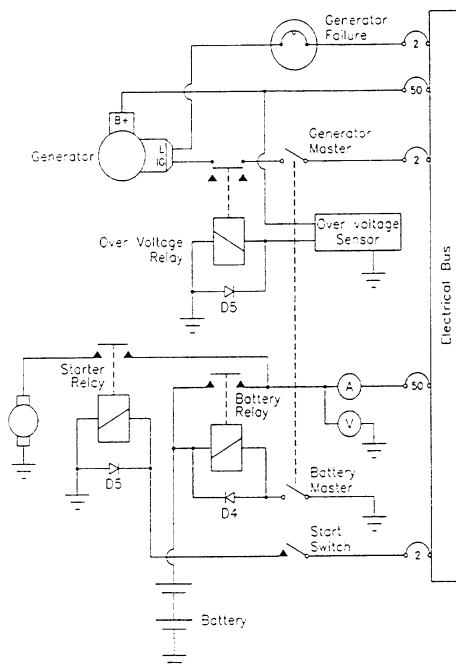 Generator
Failure
2
50
B+
L
IG
Generator
Generator
Master
2
Over Voltage
Relay
Over voltage
Sensor
D5
Electrical Bus
Starter
Relay
Battery
Relay
A
50
V
D5
D4
Battery
Master
Start
Switch
2
Battery